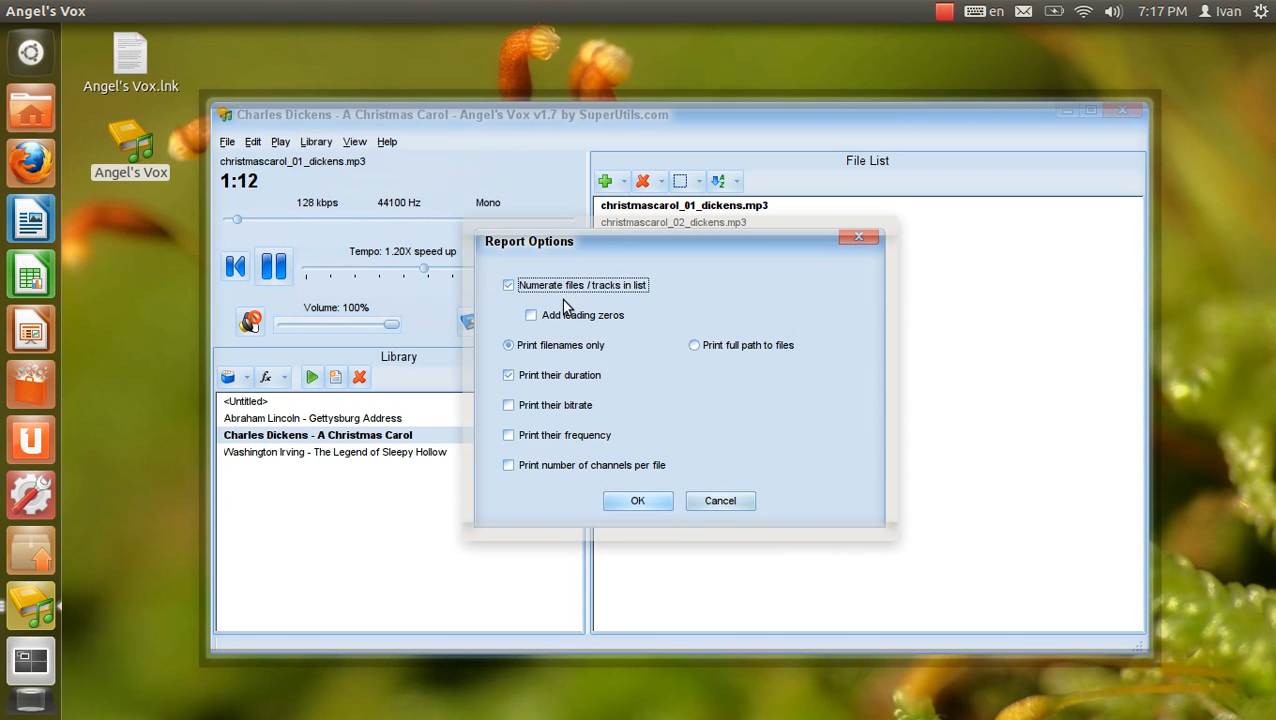 Angel's Vox
en
7:17 PM
Ivan
Angel's Vox.lnk
Angel's Vox
Charles Dickens - A Christmas Carol - Angel's Vox v1.7 by SuperUtils.com
File Edit Play Library View Help
christmascarol_01_dickens.mp3
1:12
128 kbps 44100 Hz Mono
Tempo: 1.20X speed up
Volume: 100%
Library
<Untitled>
Abraham Lincoln - Gettysburg Address
Charles Dickens - A Christmas Carol
Washington Irving - The Legend of Sleepy Hollow
File List
christmascarol_01_dickens.mp3
christmascarol_02_dickens.mp3
Report Options
Numerate files / tracks in list
Add leading zeros
Print filenames only
Print full path to files
Print their duration
Print their bitrate
Print their frequency
Print number of channels per file
OK
Cancel